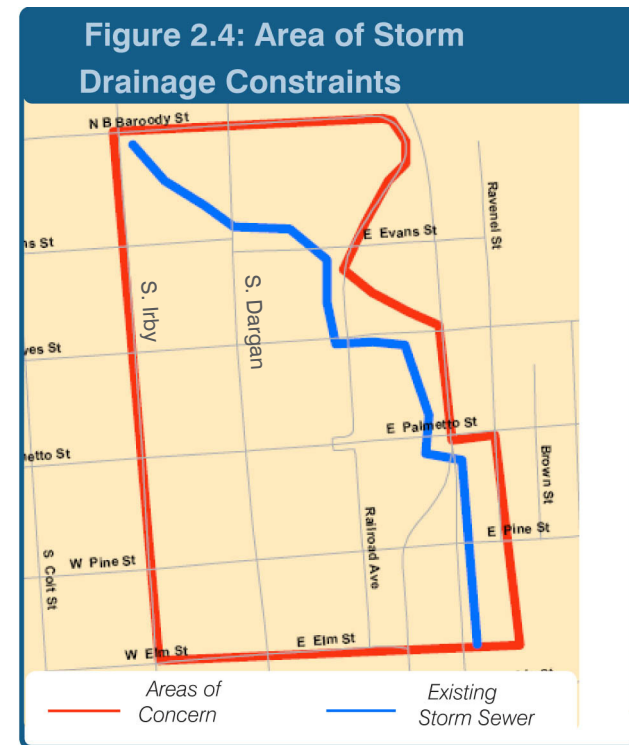 Figure 2.4: Area of Storm
Drainage Constraints
N B Baroody St
Ravenel St
E Evans St
ns St
S. Irby
S. Dargan
ves St
E Palmetto St
etto St
Brown St
Railroad Ave
E Pine St
W Pine St
S Coit St
E Elm St
W Elm St
Areas of
Concern
Existing
Storm Sewer